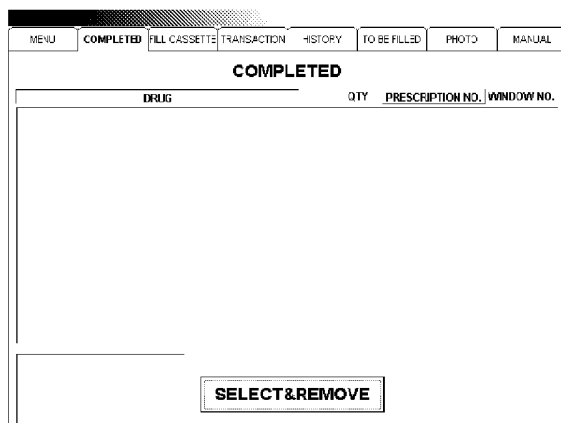 MENU COMPLETED FILL CASSETTE TRANSACTION HISTORY TO BE FILLED PHOTO MANUAL
COMPLETED
DRUG QTY PRESCRIPTION NO. WINDOW NO.
SELECT&REMOVE